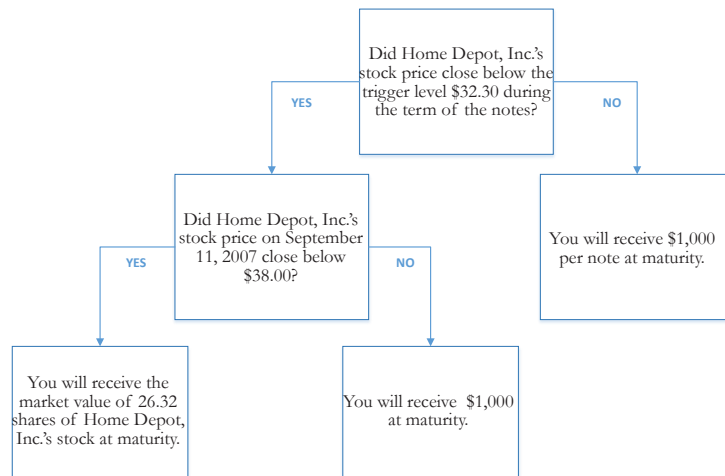 Did Home Depot, Inc.'s
stock price close below the
trigger level $32.30 during
the term of the notes?
YES
NO
Did Home Depot, Inc.'s
stock price on September
11, 2007 close below
$38.00?
You will receive $1,000
per note at maturity.
YES
NO
You will receive the
market value of 26.32
shares of Home Depot,
Inc.'s stock at maturity.
You will receive $1,000
at maturity.